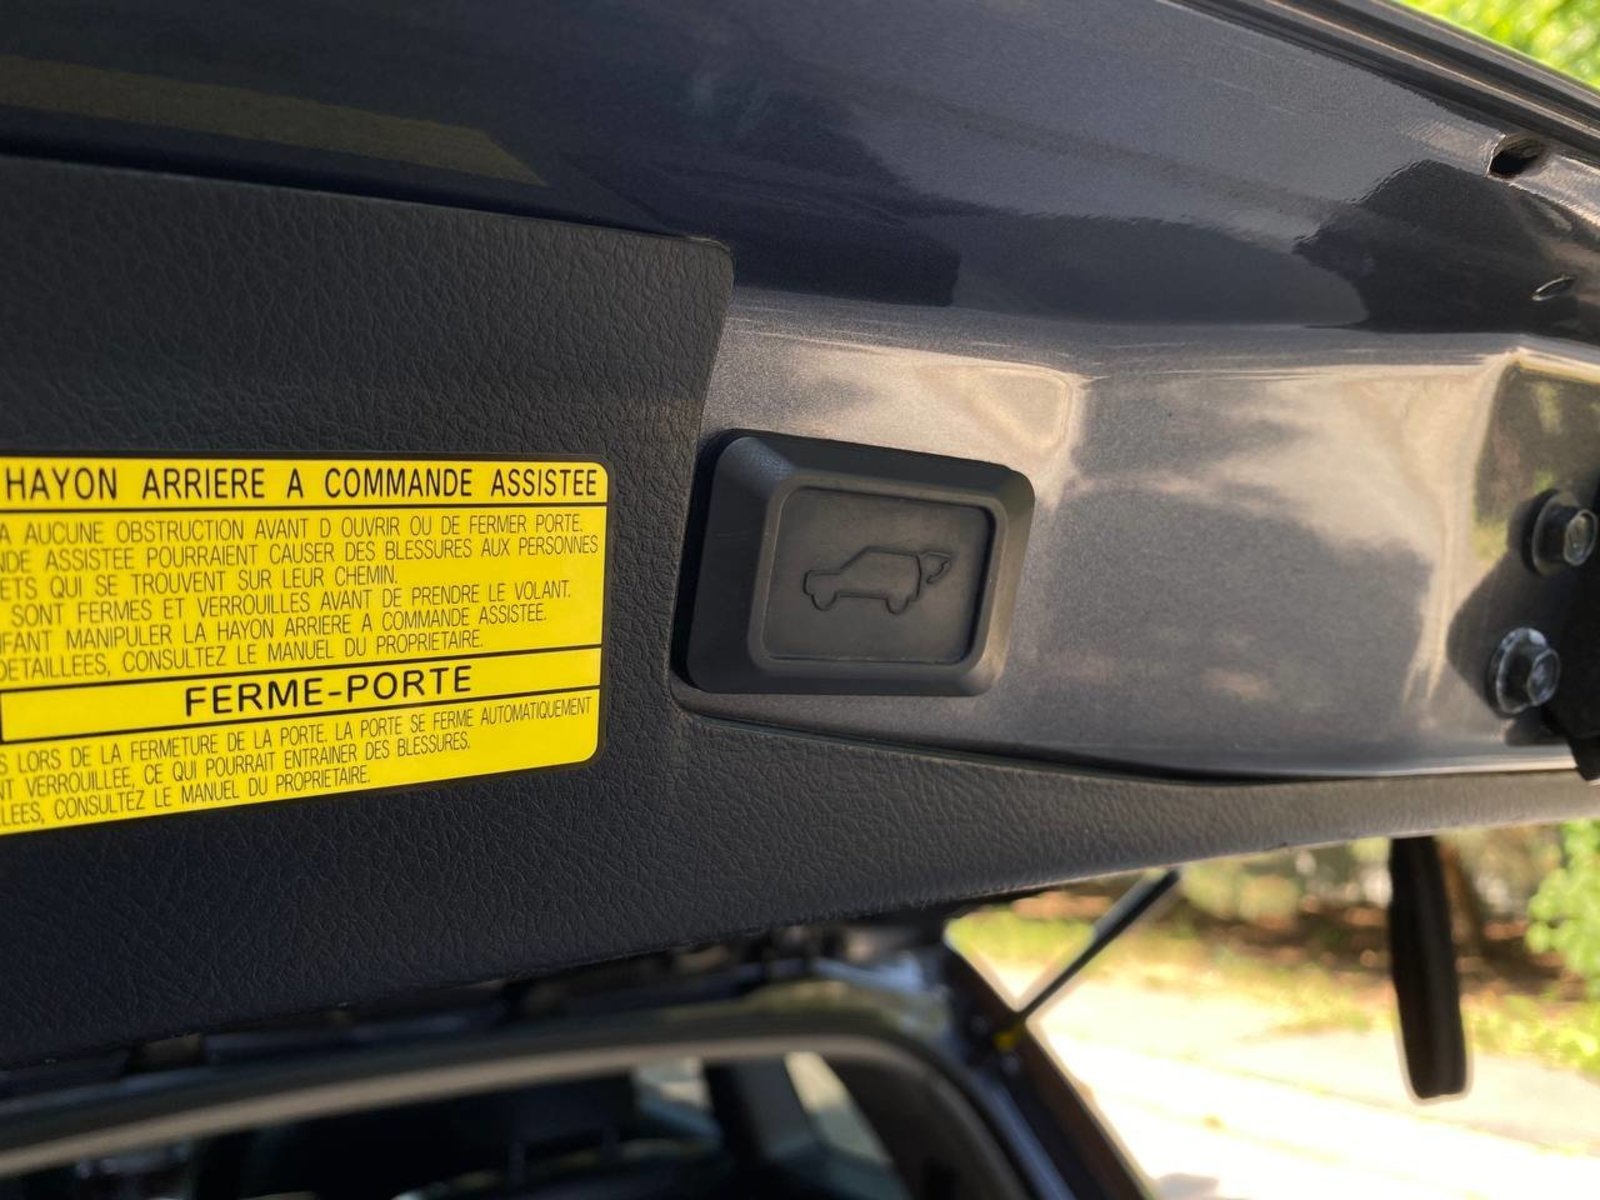 HAYON ARRIERE A COMMANDE ASSISTEE
A AUCUNE OBSTRUCTION AVANT D OUVRIR OU DE FERMER PORTE.
DE ASSISTEE POURRAIENT CAUSER DES BLESSURES AUX PERSONNES
ETS QUI SE TROUVENT SUR LEUR CHEMIN.
SONT FERMES ET VERROUILLES AVANT DE PRENDRE LE VOLANT.
FANT MANIPULER LA HAYON ARRIERE A COMMANDE ASSISTEE.
DETAILLEES, CONSULTEZ LE MANUEL DU PROPRIETAIRE.
FERME-PORTE
S LORS DE LA FERMETURE DE LA PORTE. LA PORTE SE FERME AUTOMATIQUEMENT
NT VERROUILLEE, CE QUI POURRAIT ENTRAINER DES BLESSURES.
LEES, CONSULTEZ LE MANUEL DU PROPRIETAIRE.